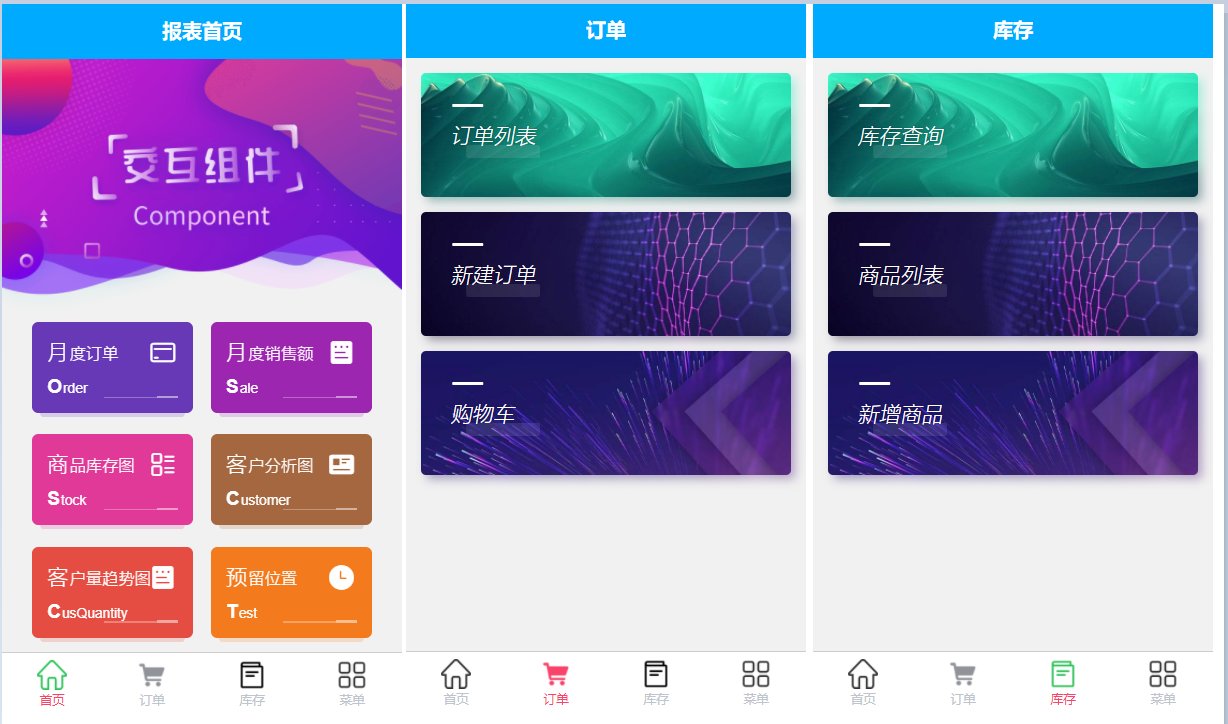 报表首页
交互组件
Component
月度订单
Order
月度销售额
Sale
商品库存图
Stock
客户分析图
Customer
客户量趋势图
CusQuantity
预留位置
Test
首页
订单
库存
菜单
订单
订单列表
新建订单
购物车
首页
订单
库存
菜单
库存
库存查询
商品列表
新增商品
首页
订单
库存
菜单